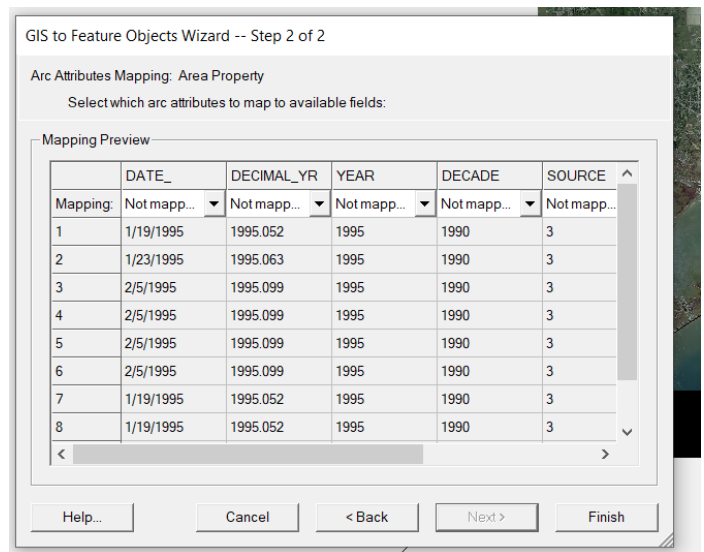 GIS to Feature Objects Wizard -- Step 2 of 2
Arc Attributes Mapping: Area Property
Select which arc attributes to map to available fields:
Mapping Preview
DATE_ DECIMAL_YR YEAR DECADE SOURCE
Mapping: Not mapp... Not mapp... Not mapp... Not mapp... Not mapp...
1 1/19/1995 1995.052 1995 1990 3
2 1/23/1995 1995.063 1995 1990 3
3 2/5/1995 1995.099 1995 1990 3
4 2/5/1995 1995.099 1995 1990 3
5 2/5/1995 1995.099 1995 1990 3
6 2/5/1995 1995.099 1995 1990 3
7 1/19/1995 1995.052 1995 1990 3
8 1/19/1995 1995.052 1995 1990 3
Help... Cancel < Back Next > Finish